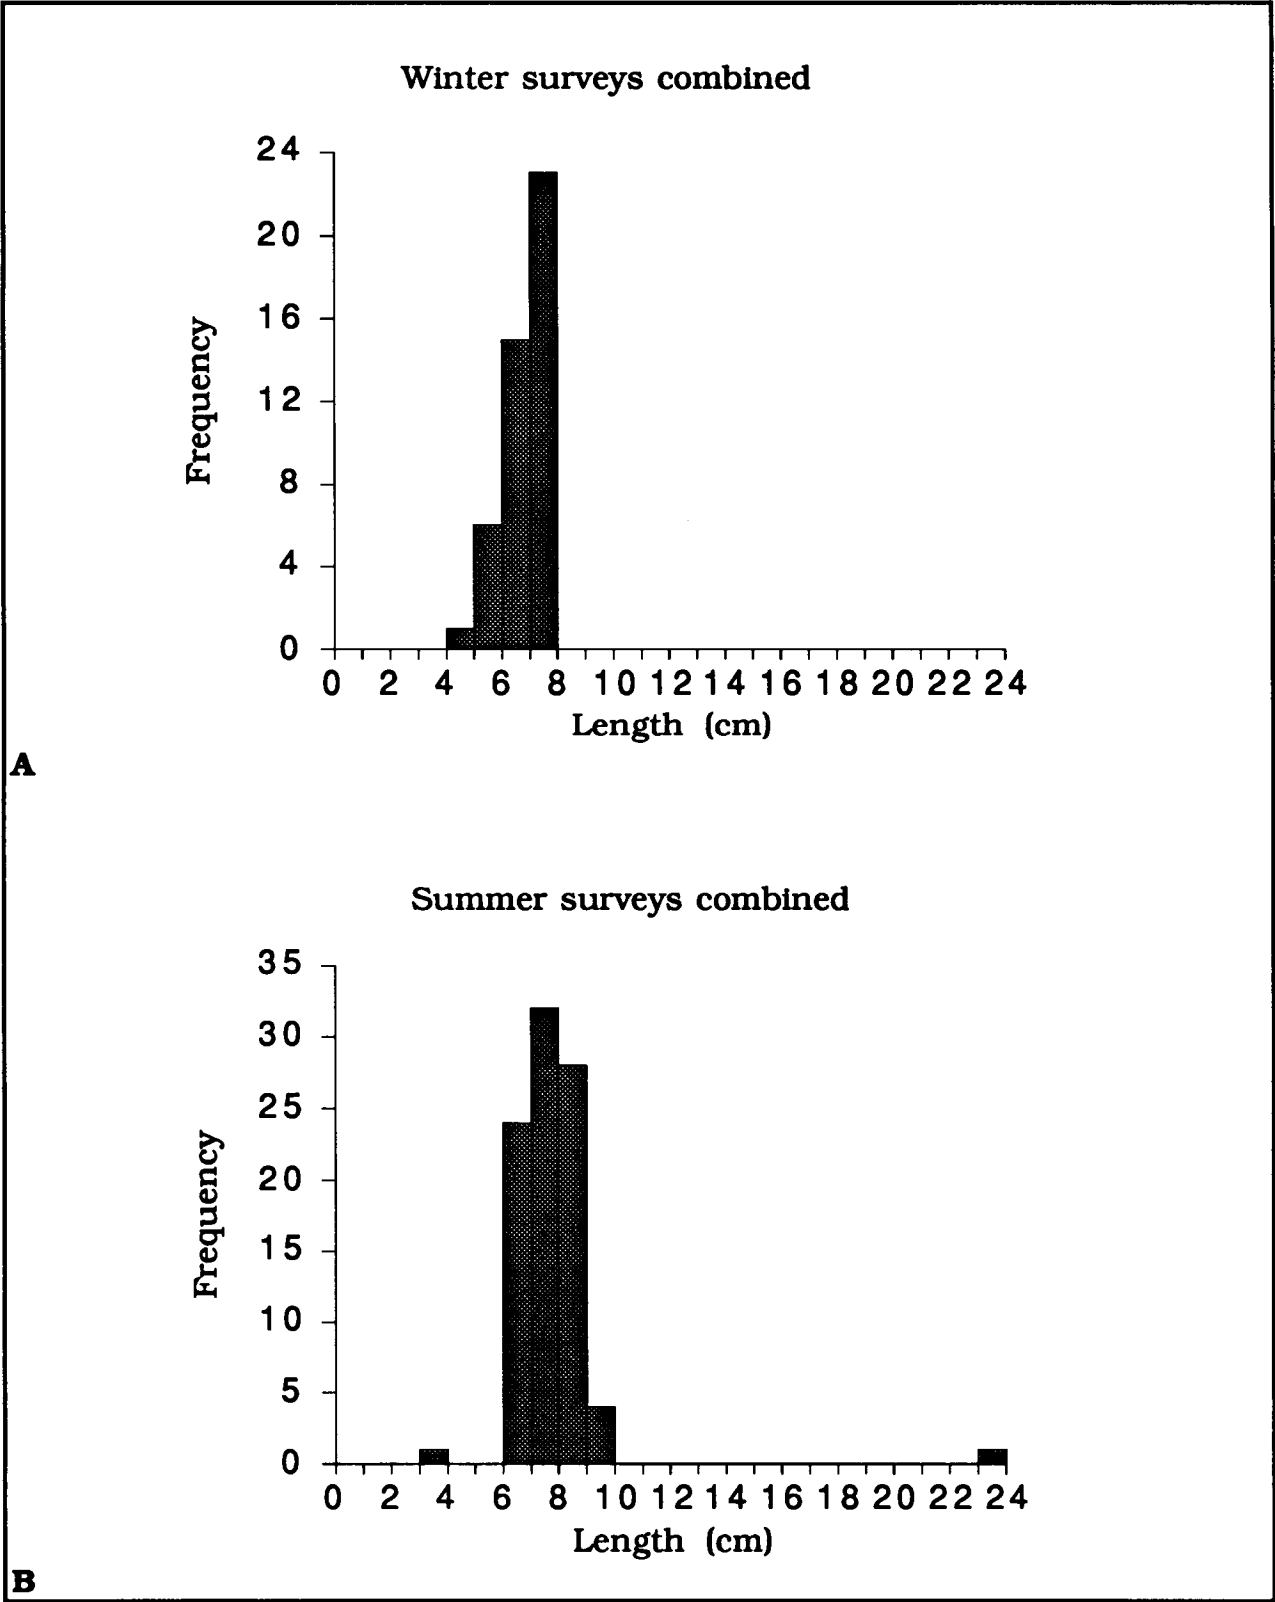 Winter surveys combined
24
20
16
12
8
4
0
Frequency
0 2 4 6 8 10 12 14 16 18 20 22 24
Length (cm)
A
Summer surveys combined
35
30
25
20
15
10
5
0
Frequency
0 2 4 6 8 10 12 14 16 18 20 22 24
Length (cm)
B